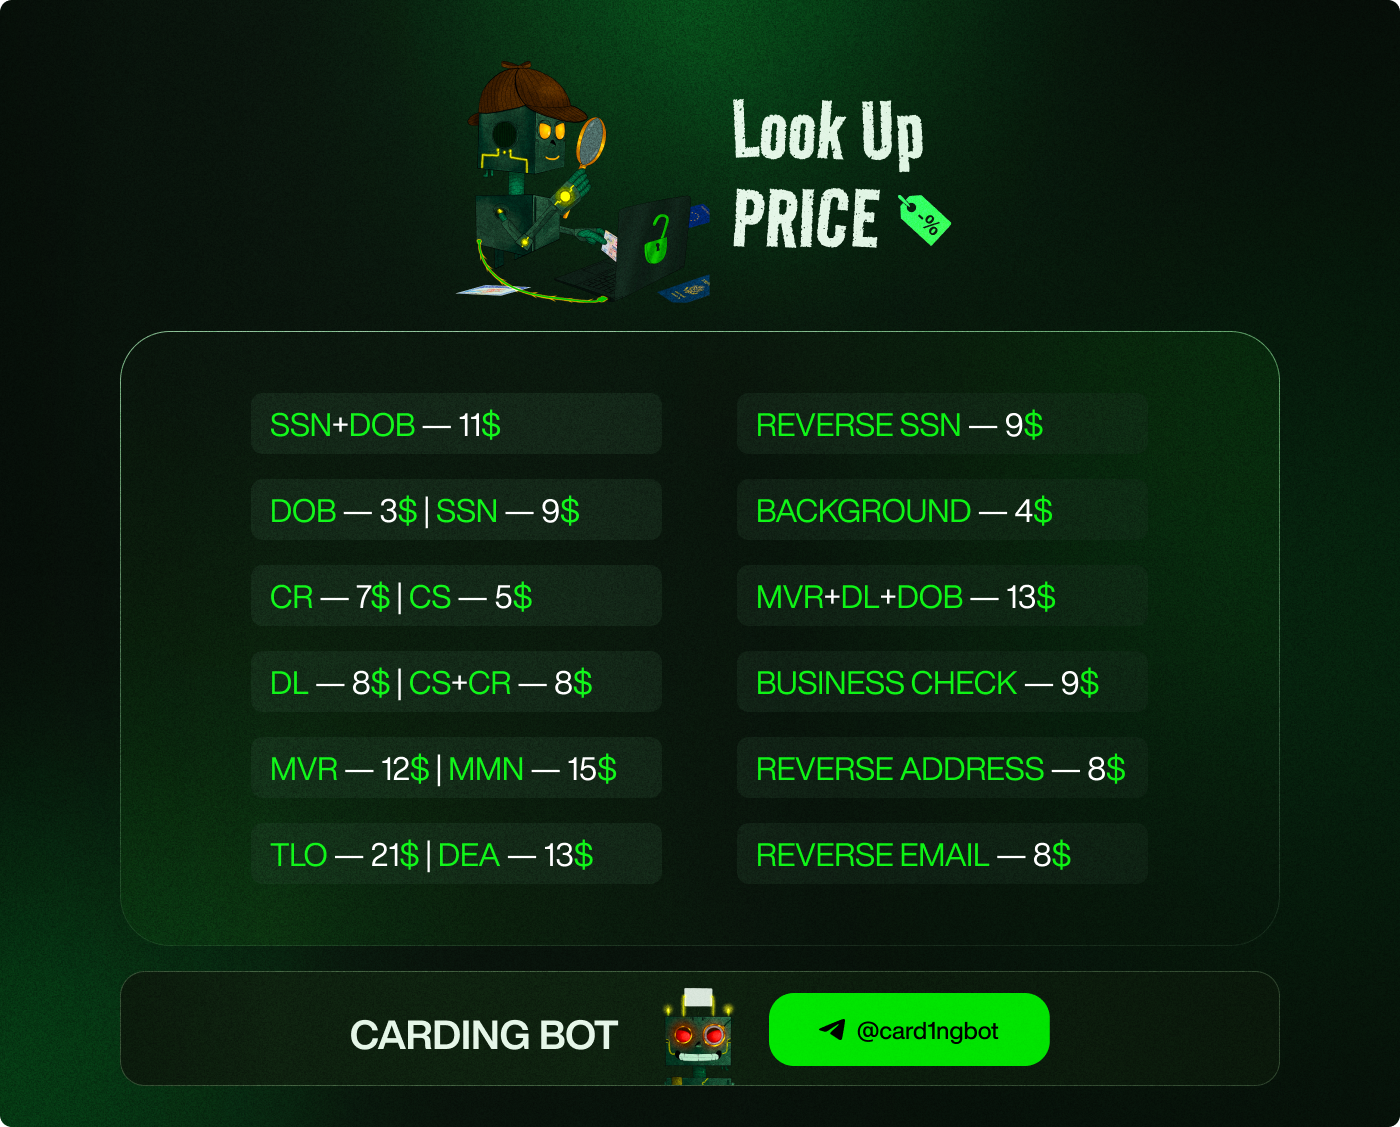 Look Up
PRICE
-%
SSN+DOB — 11$
DOB — 3$ | SSN — 9$
CR — 7$ | CS — 5$
DL — 8$ | CS+CR — 8$
MVR — 12$ | MMN — 15$
TLO — 21$ | DEA — 13$
REVERSE SSN — 9$
BACKGROUND — 4$
MVR+DL+DOB — 13$
BUSINESS CHECK — 9$
REVERSE ADDRESS — 8$
REVERSE EMAIL — 8$
CARDING BOT
@card1ngbot